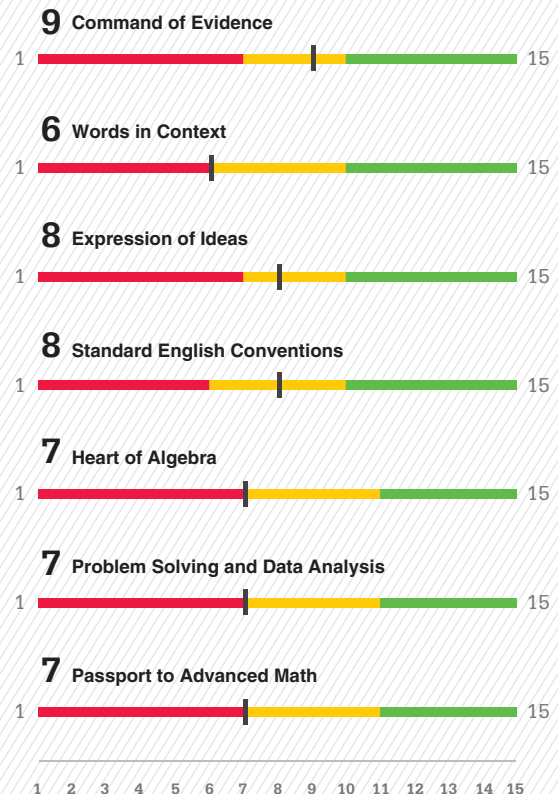 9 Command of Evidence
1 15
6 Words in Context
1 15
8 Expression of Ideas
1 15
8 Standard English Conventions
1 15
7 Heart of Algebra
1 15
7 Problem Solving and Data Analysis
1 15
7 Passport to Advanced Math
1 15
1 2 3 4 5 6 7 8 9 10 11 12 13 14 15